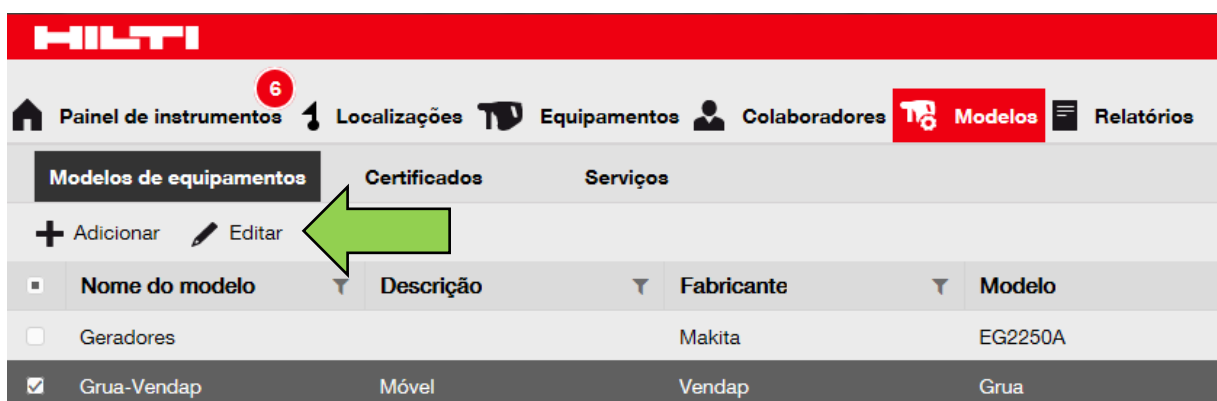 HILTI
6
Painel de instrumentos Localizações Equipamentos Colaboradores Modelos Relatórios
Modelos de equipamentos Certificados Serviços
Adicionar Editar
Nome do modelo Descrição Fabricante Modelo
Geradores Makita EG2250A
Grua-Vendap Móvel Vendap Grua